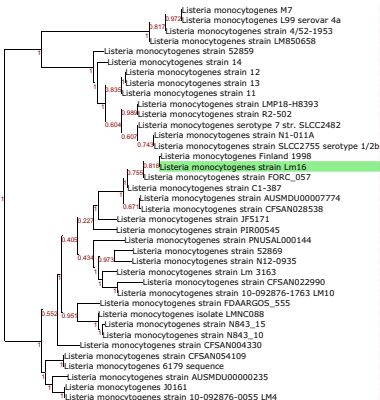 Listeria monocytogenes M7
Listeria monocytogenes L99 serovar 4a
Listeria monocytogenes strain 4/52-1953
Listeria monocytogenes strain LM850658
Listeria monocytogenes strain 52859
Listeria monocytogenes strain 14
Listeria monocytogenes strain 12
Listeria monocytogenes strain 13
Listeria monocytogenes strain 11
Listeria monocytogenes strain LMP18-H8393
Listeria monocytogenes strain R2-502
Listeria monocytogenes serotype 7 str. SLCC2482
Listeria monocytogenes strain N1-011A
Listeria monocytogenes strain SLCC2755 serotype 1/2b
Listeria monocytogenes Finland 1998
Listeria monocytogenes strain Lm16
Listeria monocytogenes strain FORC_057
Listeria monocytogenes strain C1-387
Listeria monocytogenes strain AUSMDU00007774
Listeria monocytogenes strain CFSAN028538
Listeria monocytogenes strain JF5171
Listeria monocytogenes strain PIR00545
Listeria monocytogenes strain PNUSAL000144
Listeria monocytogenes strain 52869
Listeria monocytogenes strain N12-0935
Listeria monocytogenes strain Lm 3163
Listeria monocytogenes strain CFSAN022990
Listeria monocytogenes strain 10-092876-1763 LM10
Listeria monocytogenes strain FDAARGOS_555
Listeria monocytogenes isolate LMNC088
Listeria monocytogenes strain N843_15
Listeria monocytogenes strain N843_10
Listeria monocytogenes strain CFSAN004330
Listeria monocytogenes strain CFSAN054109
Listeria monocytogenes 6179 sequence
Listeria monocytogenes strain AUSMDU00000235
Listeria monocytogenes J0161
Listeria monocytogenes strain 10-092876-0055 LM4
0.972
0.817
1
1
1
0.835
1
0.988
0.604
0.607
0.743
0.818
0.755
1
0.671
0.227
1
0.405
0.434
0.973
1
1
1
0.552
0.951
1
1
1
1
1
1
1